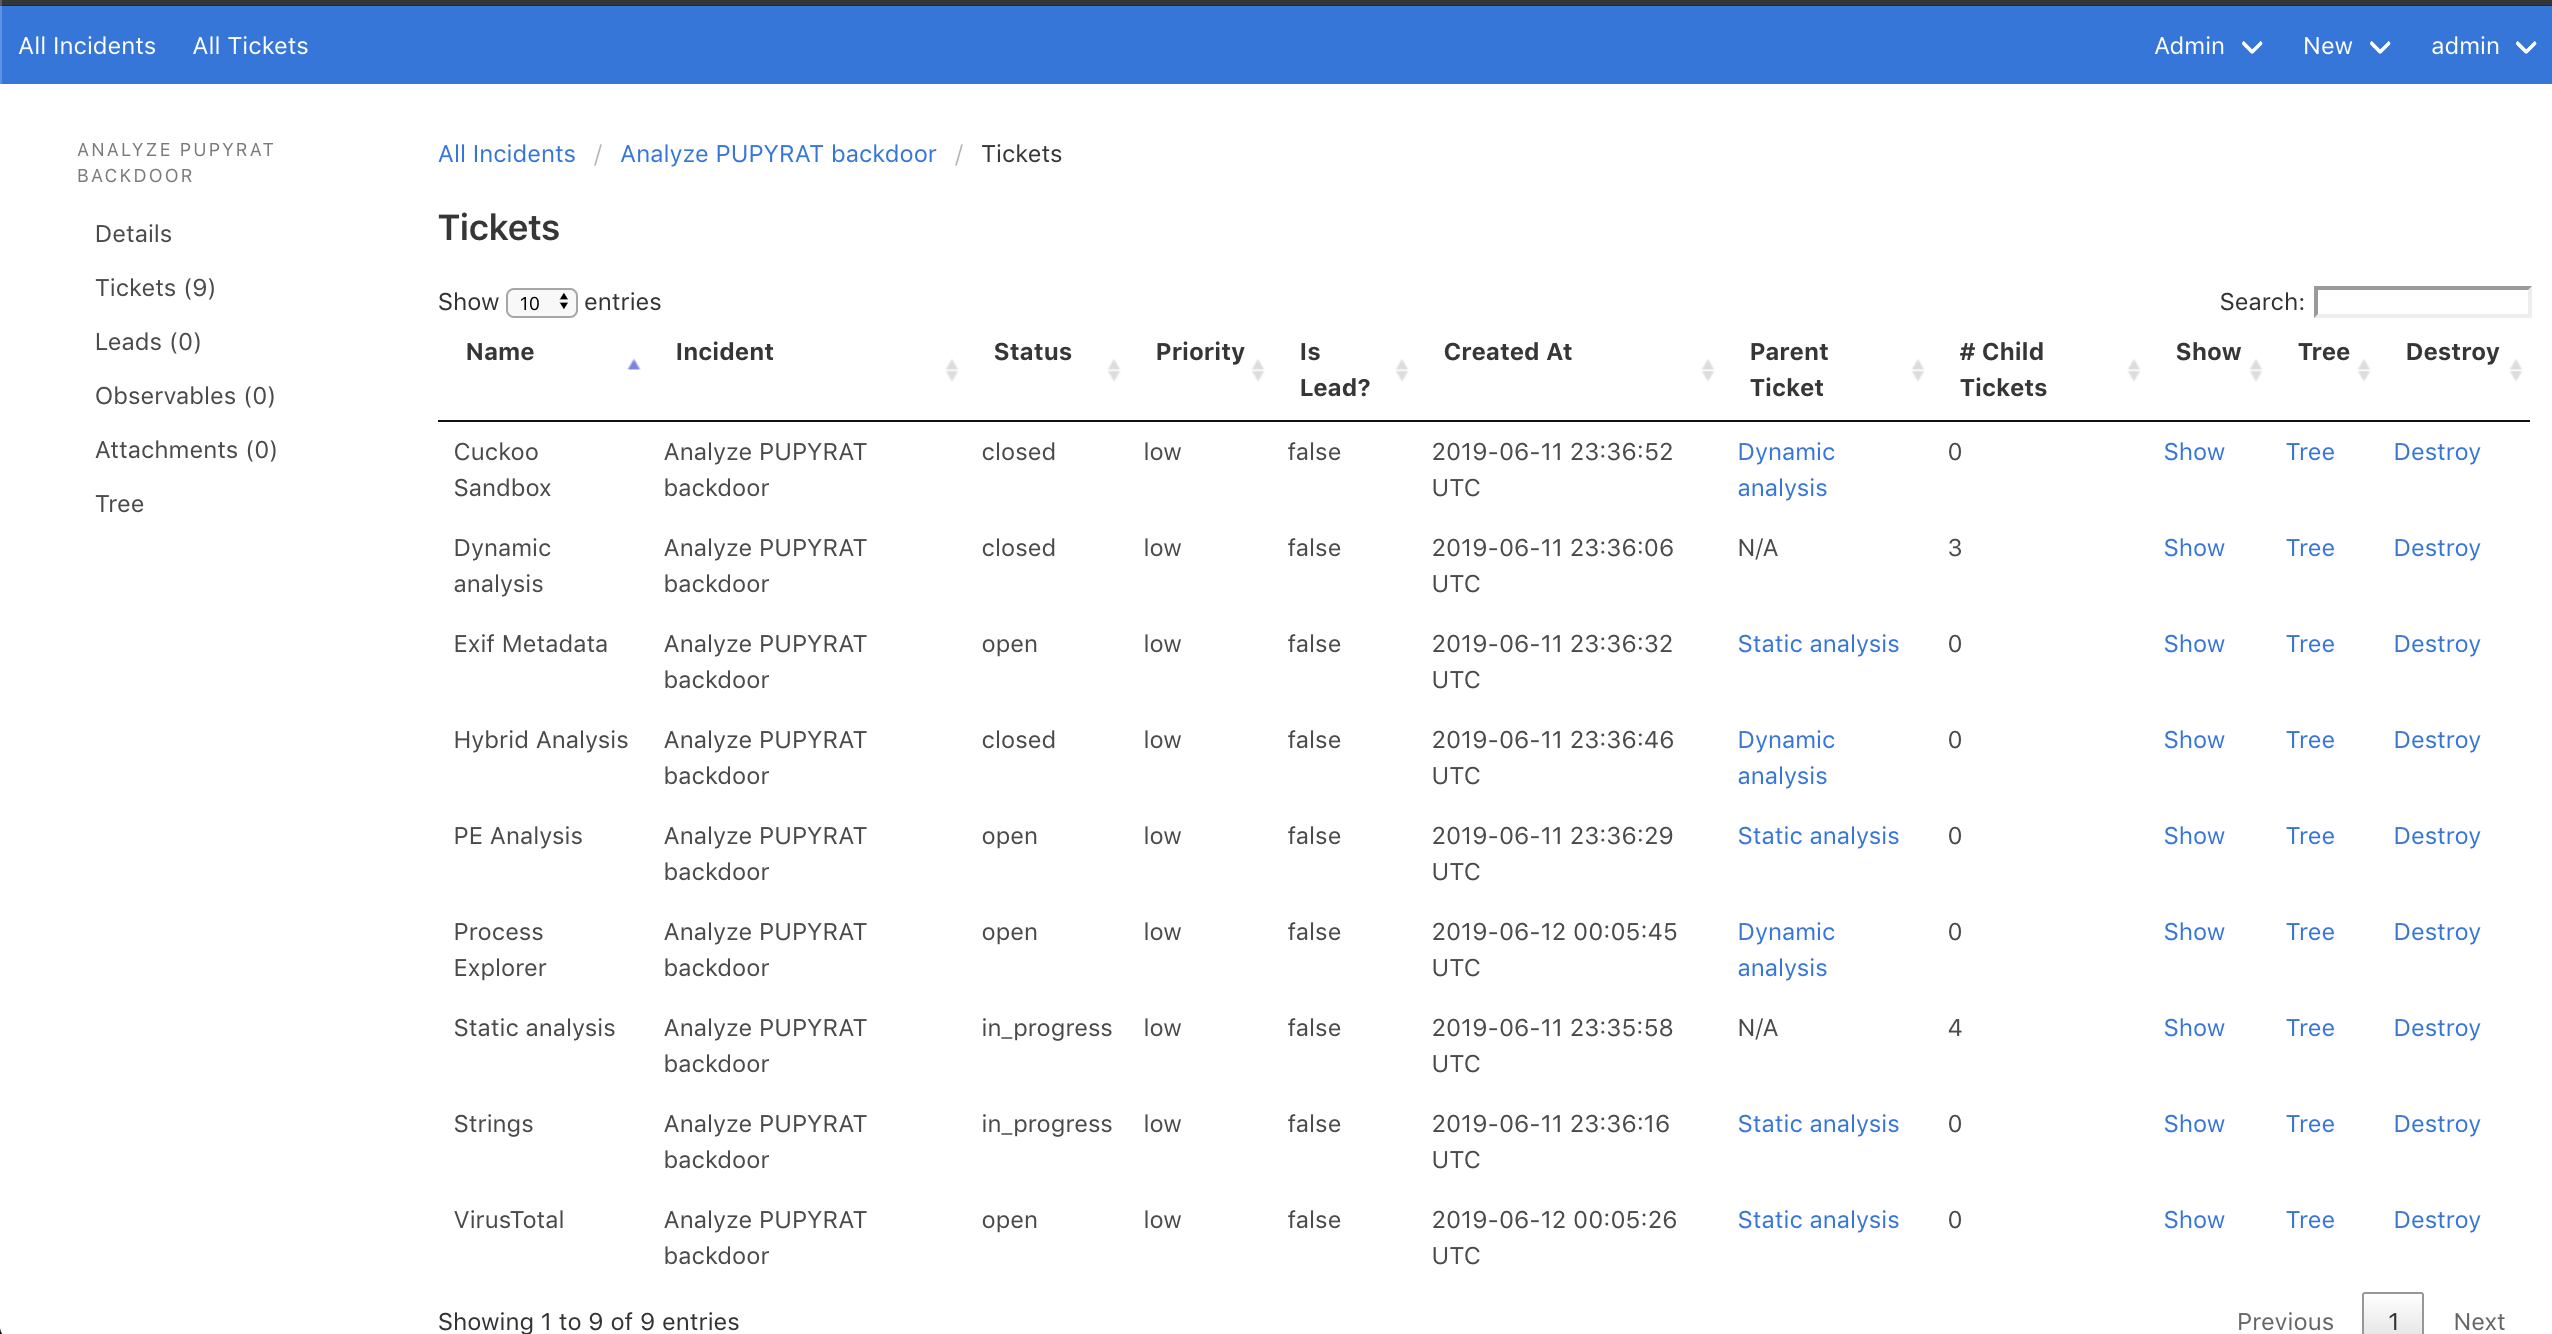 All Incidents All Tickets Admin New admin
ANALYZE PUPYRAT
BACKDOOR
Details
Tickets (9)
Leads (0)
Observables (0)
Attachments (0)
Tree
All Incidents / Analyze PUPYRAT backdoor / Tickets
Tickets
Show 10 entries Search:
Name Incident Status Priority Is Created At Parent # Child Show Tree Destroy
Lead? Ticket Tickets
Cuckoo Analyze PUPYRAT closed low false 2019-06-11 23:36:52 Dynamic 0 Show Tree Destroy
Sandbox backdoor UTC analysis
Dynamic Analyze PUPYRAT closed low false 2019-06-11 23:36:06 N/A 3 Show Tree Destroy
analysis backdoor UTC
Exif Metadata Analyze PUPYRAT open low false 2019-06-11 23:36:32 Static analysis 0 Show Tree Destroy
backdoor UTC
Hybrid Analysis Analyze PUPYRAT closed low false 2019-06-11 23:36:46 Dynamic 0 Show Tree Destroy
backdoor UTC analysis
PE Analysis Analyze PUPYRAT open low false 2019-06-11 23:36:29 Static analysis 0 Show Tree Destroy
backdoor UTC
Process Analyze PUPYRAT open low false 2019-06-12 00:05:45 Dynamic 0 Show Tree Destroy
Explorer backdoor UTC analysis
Static analysis Analyze PUPYRAT in_progress low false 2019-06-11 23:35:58 N/A 4 Show Tree Destroy
backdoor UTC
Strings Analyze PUPYRAT in_progress low false 2019-06-11 23:36:16 Static analysis 0 Show Tree Destroy
backdoor UTC
VirusTotal Analyze PUPYRAT open low false 2019-06-12 00:05:26 Static analysis 0 Show Tree Destroy
backdoor UTC
Showing 1 to 9 of 9 entries Previous 1 Next